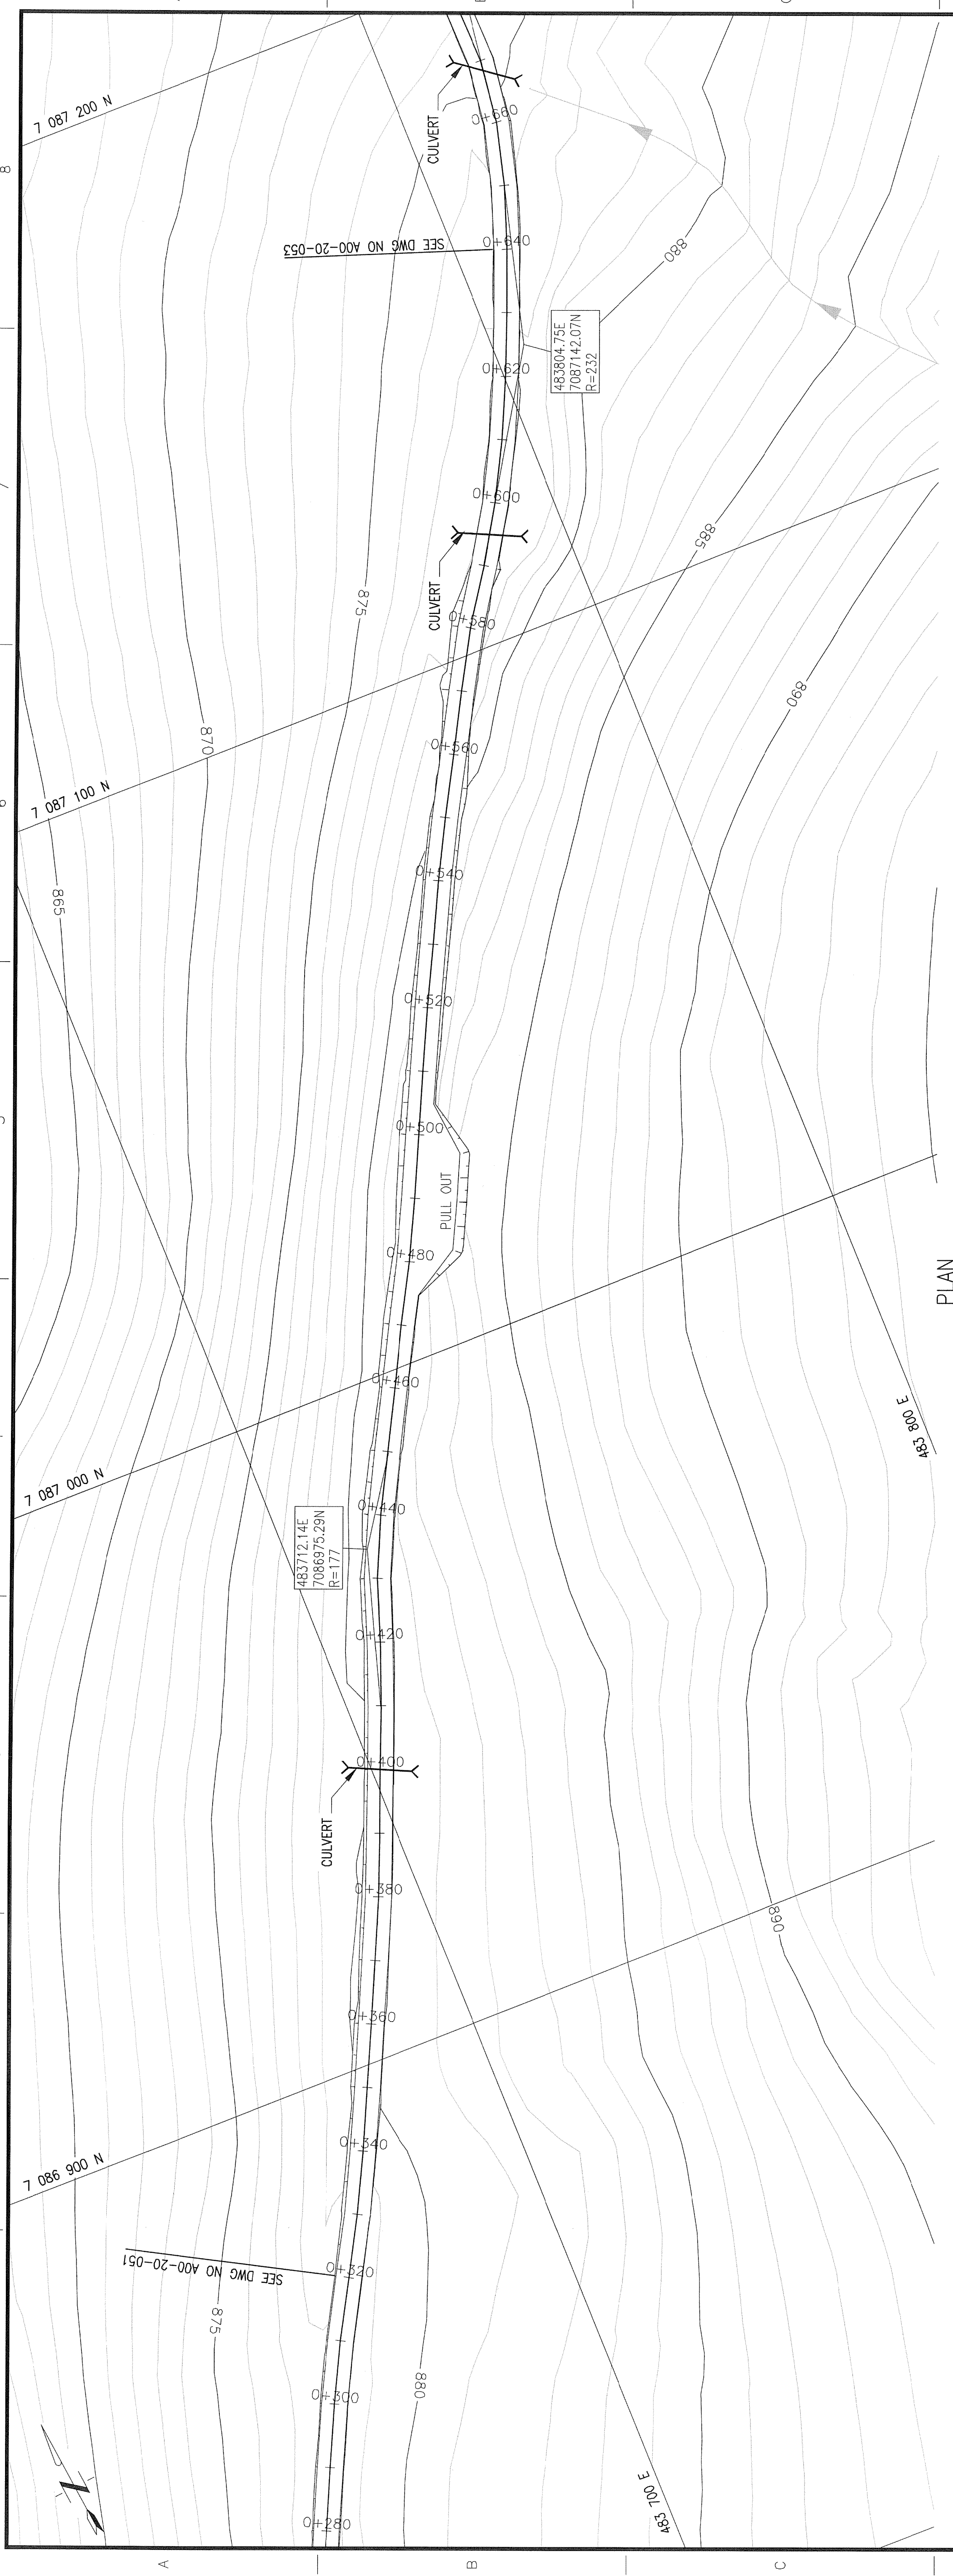 8
7 087 200 N
CULVERT
0+660
SEE DWG NO A00-20-053
0+640
880
483804.75E
7087142.07N
R=232
0+620
7
0+600
885
CULVERT
875
0+580
890
870
0+560
7 087 100 N
0+540
865
0+520
0+500
PULL OUT
0+480
PLAN
0+460
483 800 E
7 087 000 N
0+440
483712.14E
7086975.29N
R=177
0+420
0+400
CULVERT
0+380
890
0+360
0+340
7 086 900 N
SEE DWG NO A00-20-051
0+320
875
880
0+300
483 700 E
0+280
A
B
C